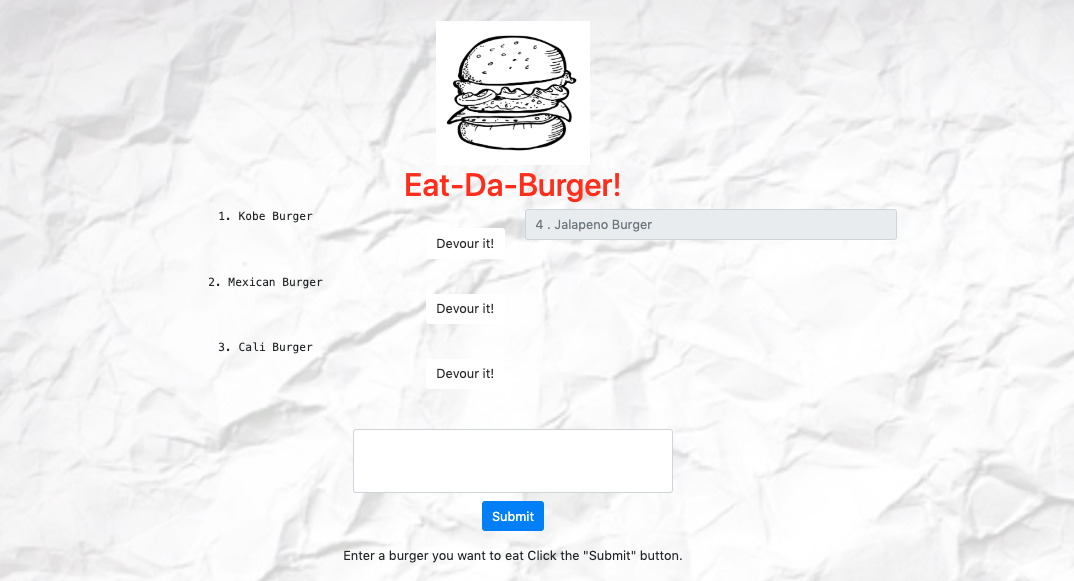 Eat-Da-Burger!
1. Kobe Burger
Devour it!
4 . Jalapeno Burger
2. Mexican Burger
Devour it!
3. Cali Burger
Devour it!
Submit
Enter a burger you want to eat Click the "Submit" button.